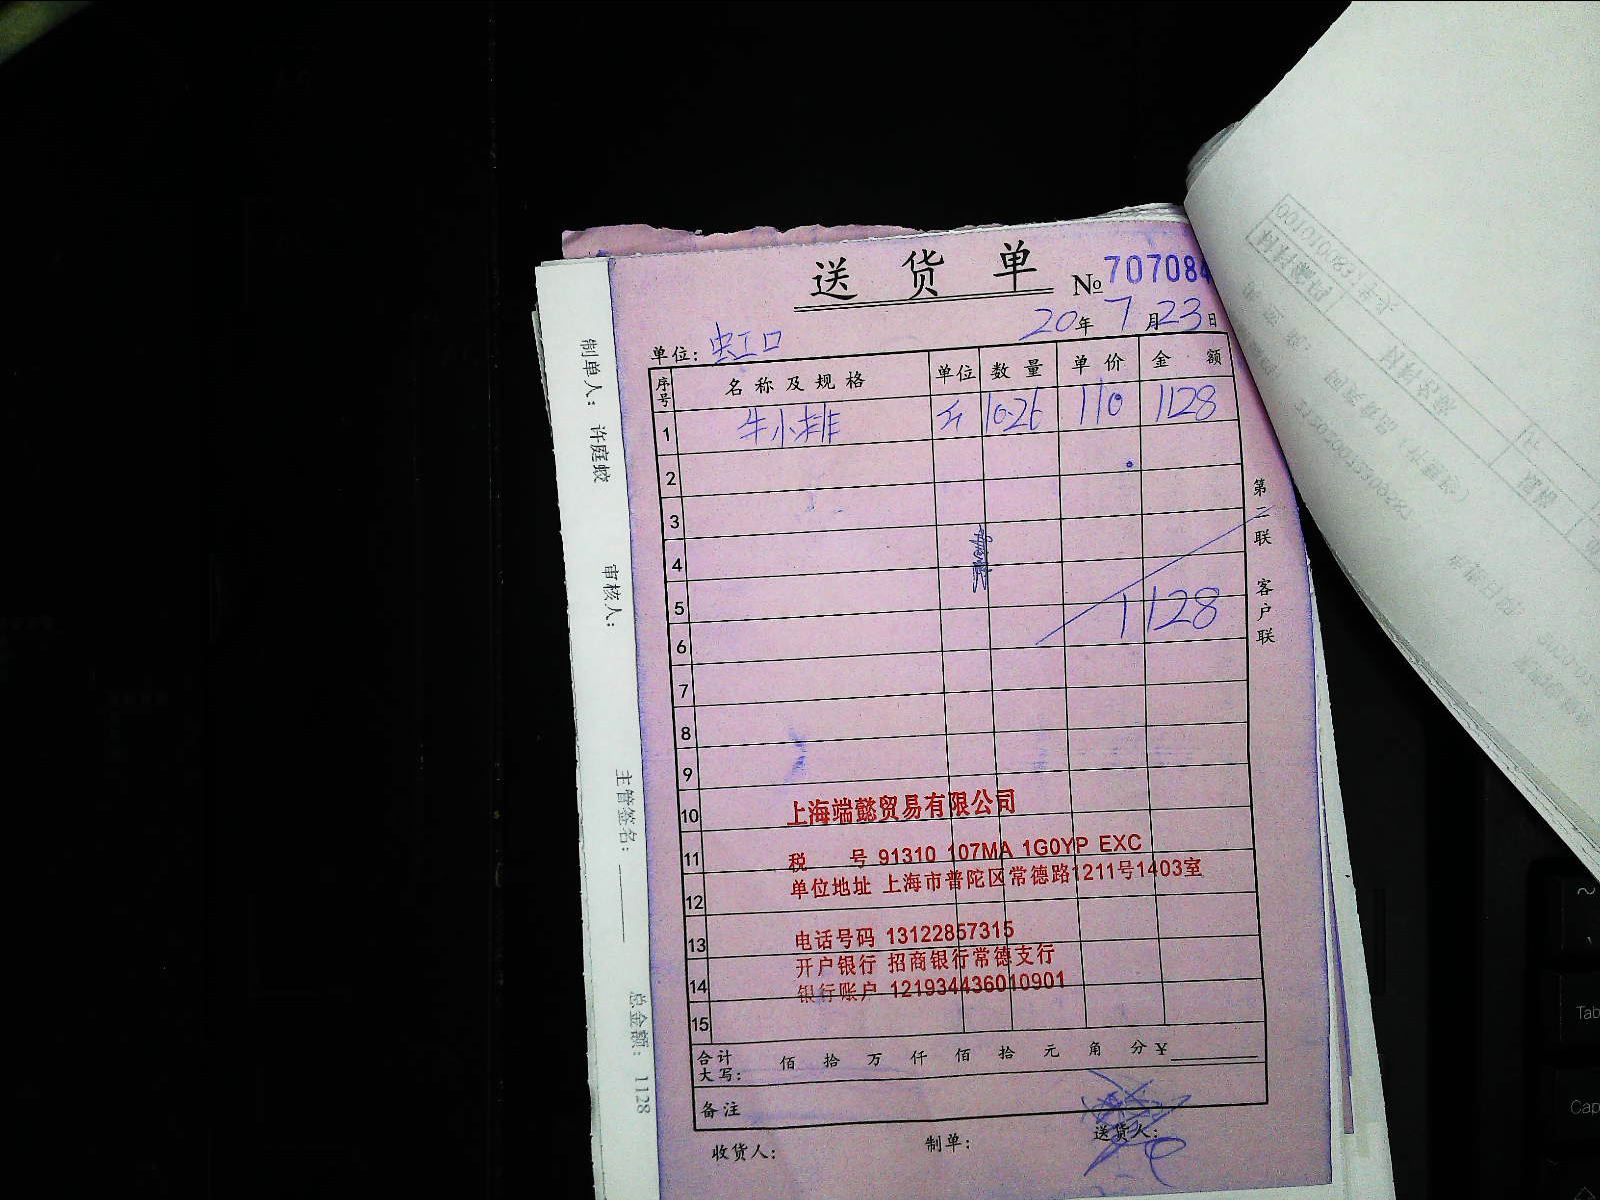 送货单 № 707084
20年7月23日
单位：虹口
序号 名称及规格 单位 数量 单价 金额
1 牛小排 斤 10.26 110 1128
2
3
4
5 1128
6
7
8
9
10
11
12
13
14
15
上海端懿贸易有限公司
税 号 91310 107MA 1G0YP EXC
单位地址 上海市普陀区常德路1211号1403室
电话号码 13122857315
开户银行 招商银行常德支行
银行账户 121934436010901
合计大写： 佰 拾 万 仟 佰 拾 元 角 分 ¥
备注
收货人： 制单： 送货人：
第二联 客户联
制单人： 许庭蛟 审核人： 主管签名： 总金额： 1128
Tab
Cap